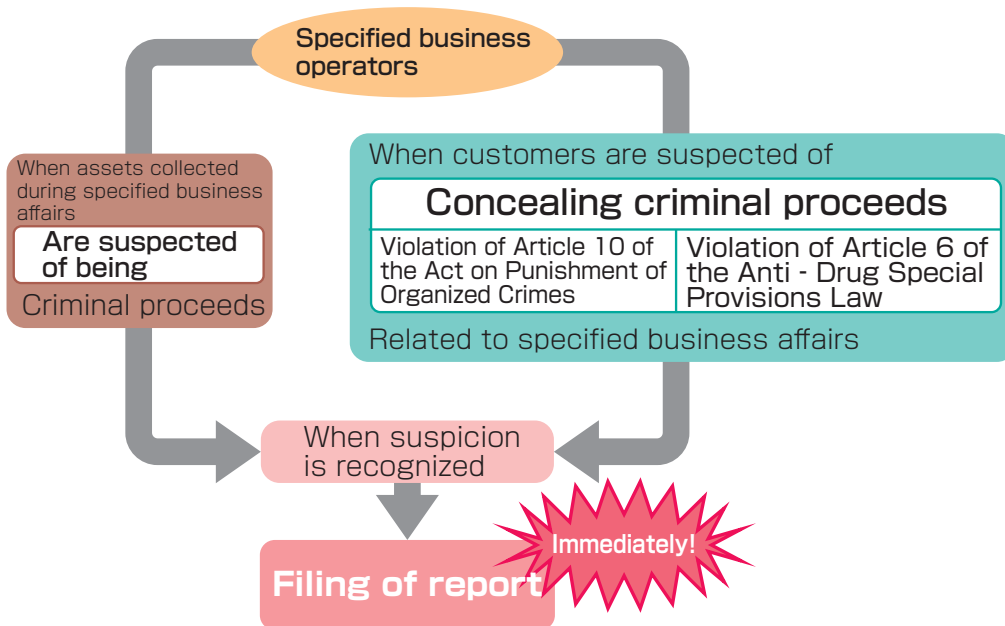 Specified business
operators
When assets collected
during specified business
affairs
Are suspected
of being
Criminal proceeds
When customers are suspected of
Concealing criminal proceeds
Violation of Article 10 of
the Act on Punishment of
Organized Crimes
Violation of Article 6 of
the Anti - Drug Special
Provisions Law
Related to specified business affairs
When suspicion
is recognized
Immediately!
Filing of report